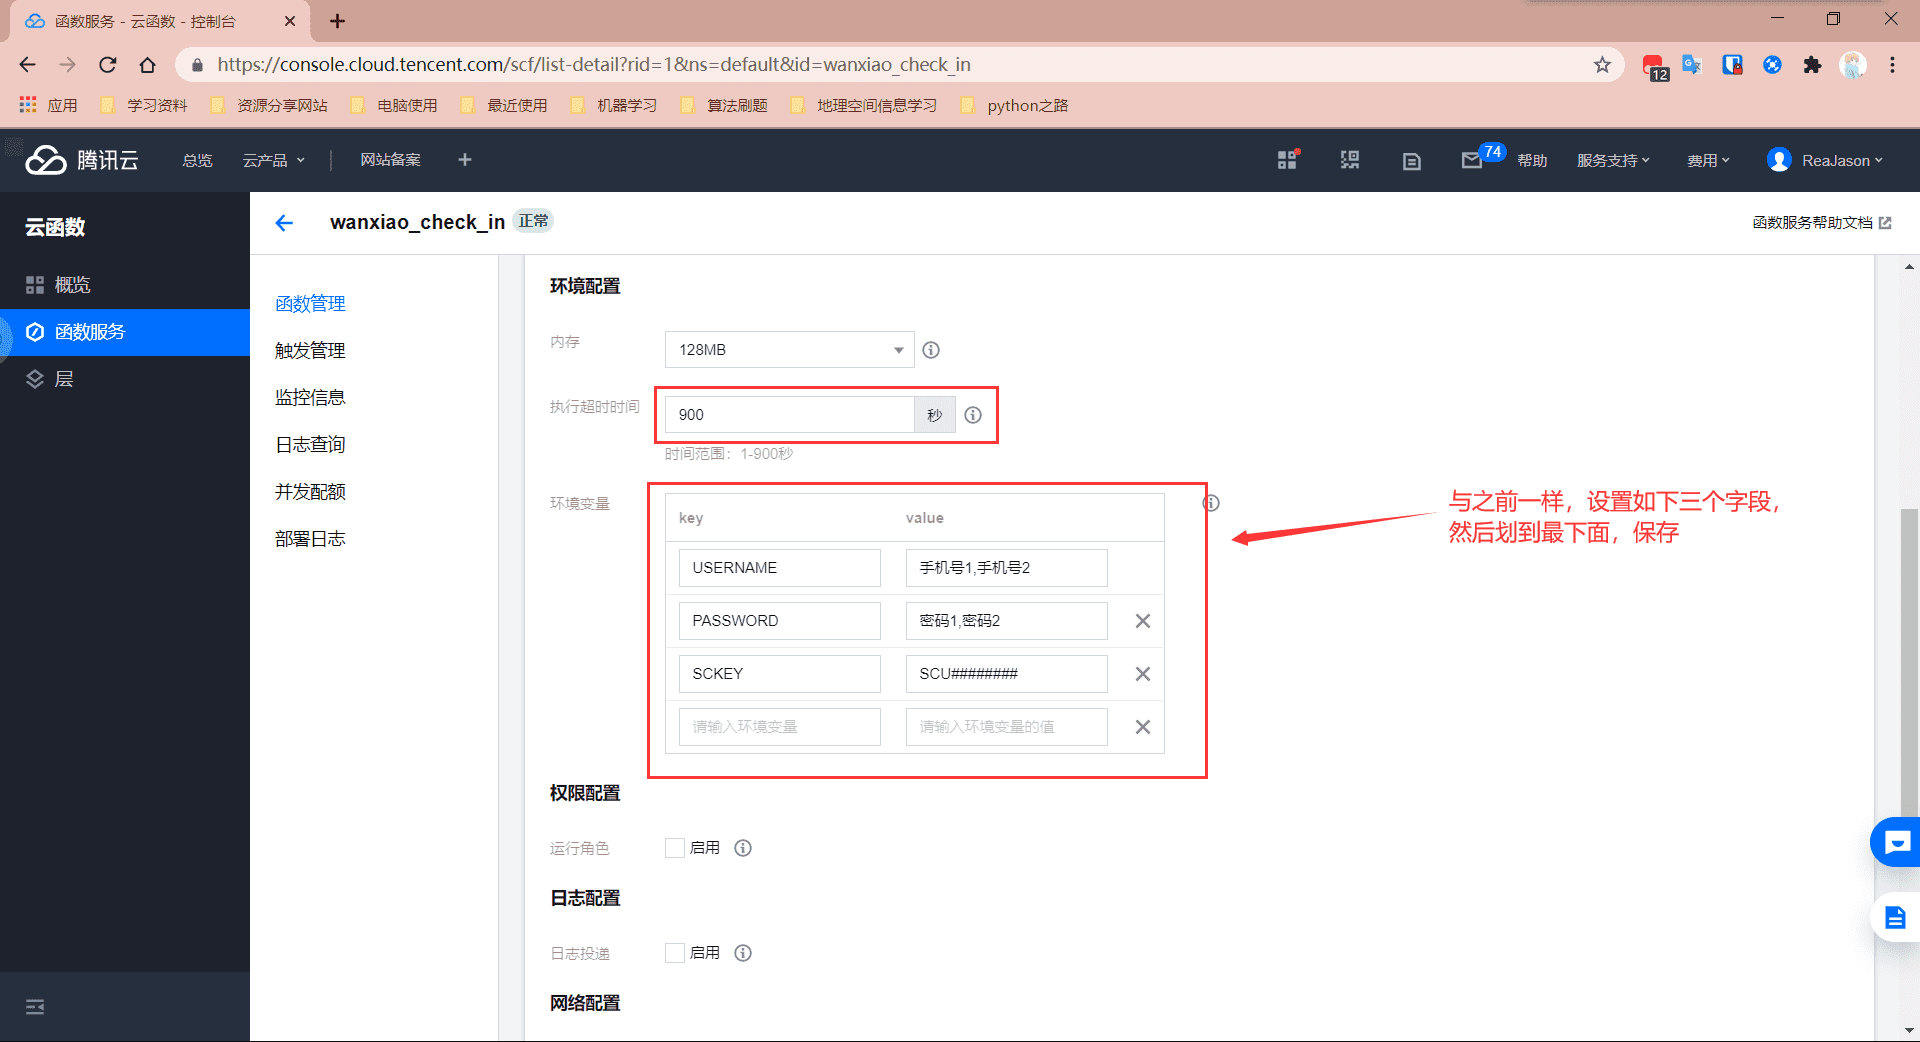 函数服务 - 云函数 - 控制台
https://console.cloud.tencent.com/scf/list-detail?rid=1&ns=default&id=wanxiao_check_in
12
应用 学习资料 资源分享网站 电脑使用 最近使用 机器学习 算法刷题 地理空间信息学习 python之路
腾讯云 总览 云产品 网站备案 74 帮助 服务支持 费用 ReaJason
云函数
概览
函数服务
层
wanxiao_check_in 正常
函数服务帮助文档
函数管理
触发管理
监控信息
日志查询
并发配额
部署日志
环境配置
内存 128MB
执行超时时间 900 秒
时间范围：1-900秒
环境变量
key value
USERNAME 手机号1,手机号2
PASSWORD 密码1,密码2
SCKEY SCU########
请输入环境变量 请输入环境变量的值
与之前一样，设置如下三个字段，
然后划到最下面，保存
权限配置
运行角色 启用
日志配置
日志投递 启用
网络配置